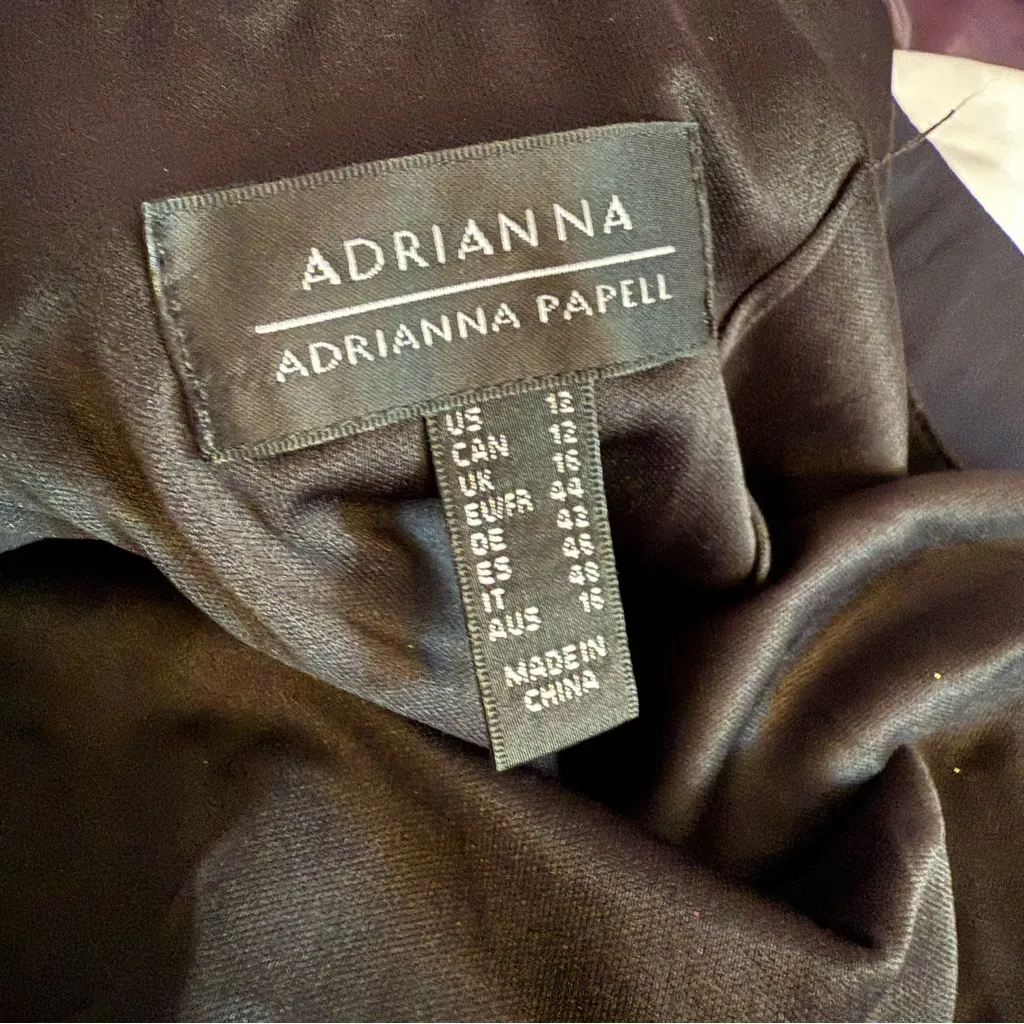 ADRIANNA
ADRIANNA PAPELL
US 12
CAN 12
UK 16
EU/FR 44
DE 42
ES 46
IT 48
AUS 16
MADE IN
CHINA